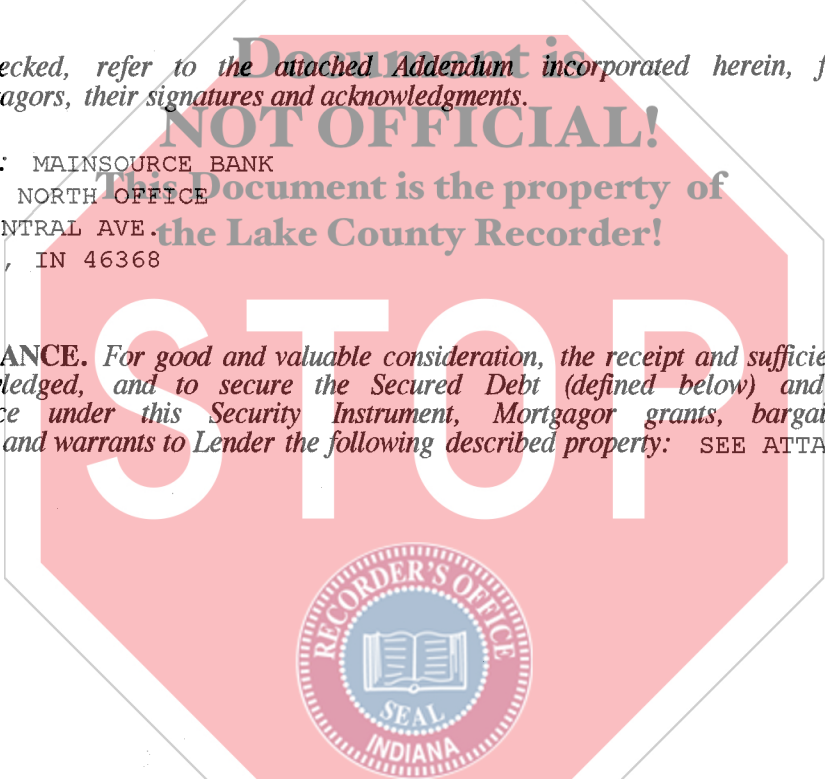 Document is
ecked, refer to the attached Addendum incorporated herein, f
agors, their signatures and acknowledgments.
NOT OFFICIAL!
: MAINSOURCE BANK
This Document is the property of
NORTH OFFICE
NTRAL AVE.
the Lake County Recorder!
, IN 46368
STOP
ANCE. For good and valuable consideration, the receipt and sufficie
ledged, and to secure the Secured Debt (defined below) and
ce under this Security Instrument, Mortgagor grants, bargai
and warrants to Lender the following described property: SEE ATTA
RECORDER'S OFFICE
SEAL
INDIANA